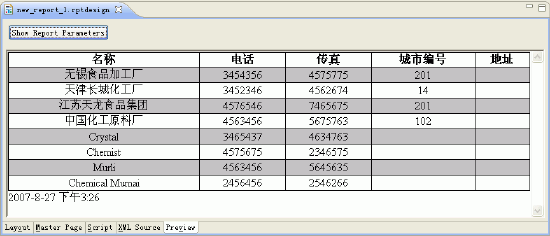 new_report_1.rptdesign
Show Report Parameters
名称 电话 传真 城市编号 地址
无锡食品加工厂 3454356 4575775 201
天津长城化工厂 3452346 4562674 14
江苏天龙食品集团 4576546 7465675 201
中国化工原料厂 4563456 5675675 102
Crystal 3465437 4634763
Chemist 4575675 2346575
Murli 4563456 5645635
Chemical Mumai 2456456 2546266
2007-8-27 下午3:26
Layout Master Page Script XML Source Preview